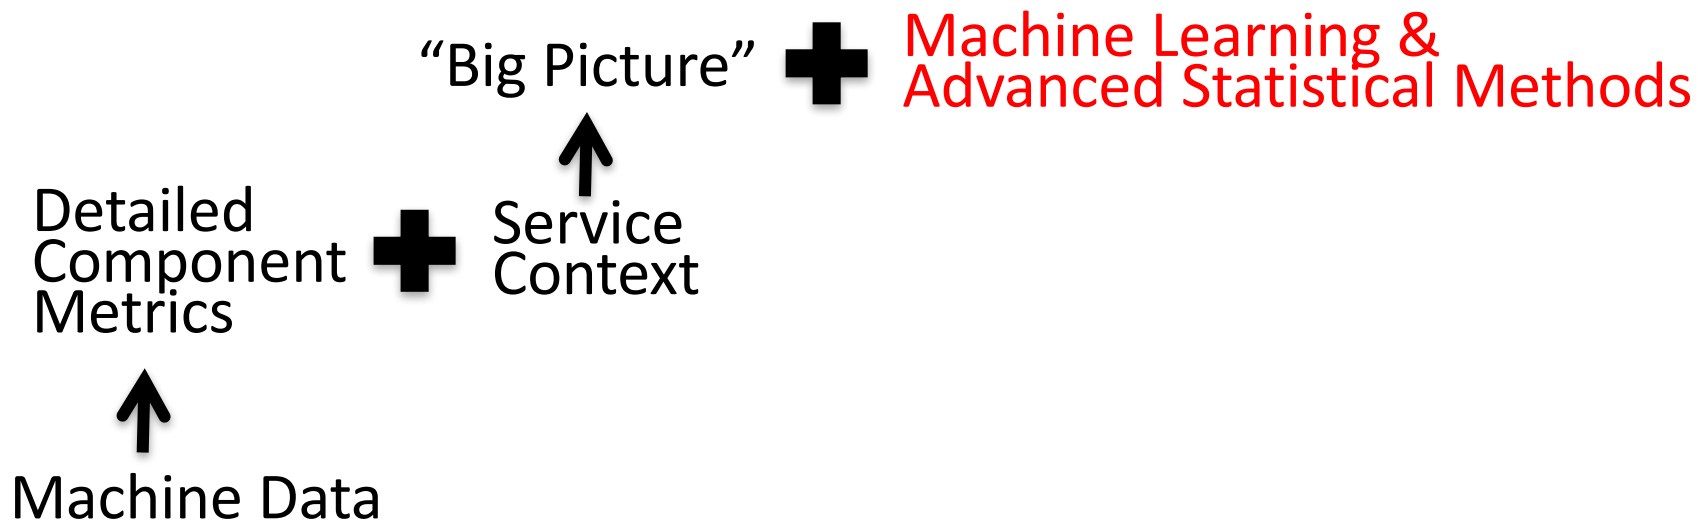 “Big Picture”
Machine Learning &
Advanced Statistical Methods
Detailed
Component
Metrics
Service
Context
Machine Data